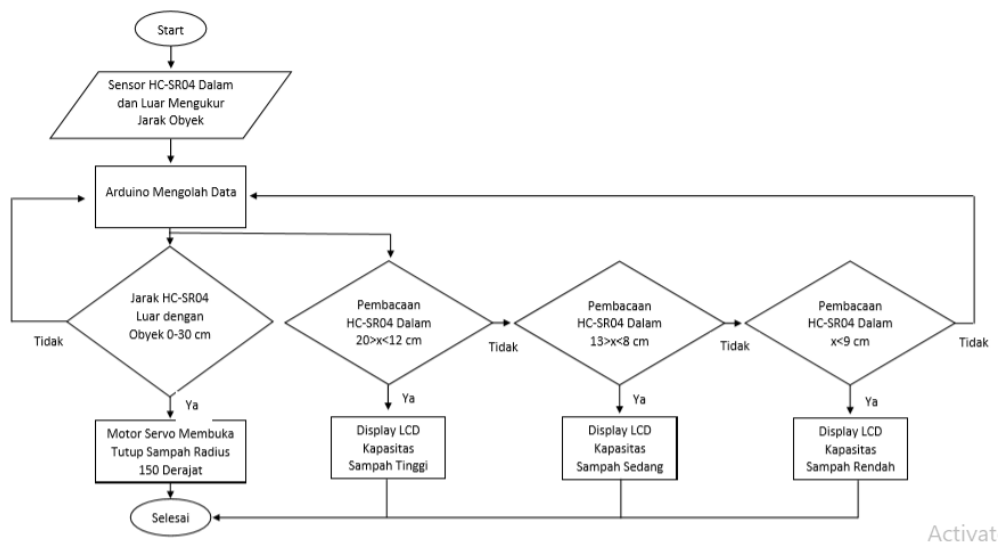 Start
Sensor HC-SR04 Dalam
dan Luar Mengukur
Jarak Obyek
Arduino Mengolah Data
Jarak HC-SR04
Luar dengan
Obyek 0-30 cm
Tidak
Ya
Pembacaan
HC-SR04 Dalam
20>x<12 cm
Tidak
Ya
Pembacaan
HC-SR04 Dalam
13>x<8 cm
Tidak
Ya
Pembacaan
HC-SR04 Dalam
x<9 cm
Tidak
Ya
Motor Servo Membuka
Tutup Sampah Radius
150 Derajat
Display LCD
Kapasitas
Sampah Tinggi
Display LCD
Kapasitas
Sampah Sedang
Display LCD
Kapasitas
Sampah Rendah
Selesai
Activat